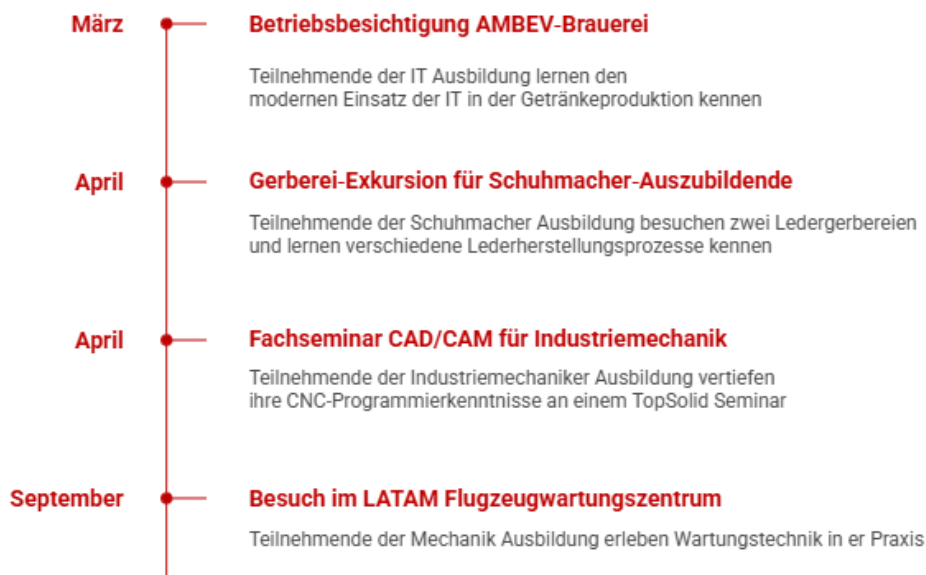 März
Betriebsbesichtigung AMBEV-Brauerei
Teilnehmende der IT Ausbildung lernen den
modernen Einsatz der IT in der Getränkeproduktion kennen
April
Gerberei-Exkursion für Schuhmacher-Auszubildende
Teilnehmende der Schuhmacher Ausbildung besuchen zwei Ledergerbereien
und lernen verschiedene Lederherstellungsprozesse kennen
April
Fachseminar CAD/CAM für Industriemechanik
Teilnehmende der Industriemechaniker Ausbildung vertiefen
ihre CNC-Programmierkenntnisse an einem TopSolid Seminar
September
Besuch im LATAM Flugzeugwartungszentrum
Teilnehmende der Mechanik Ausbildung erleben Wartungstechnik in er Praxis